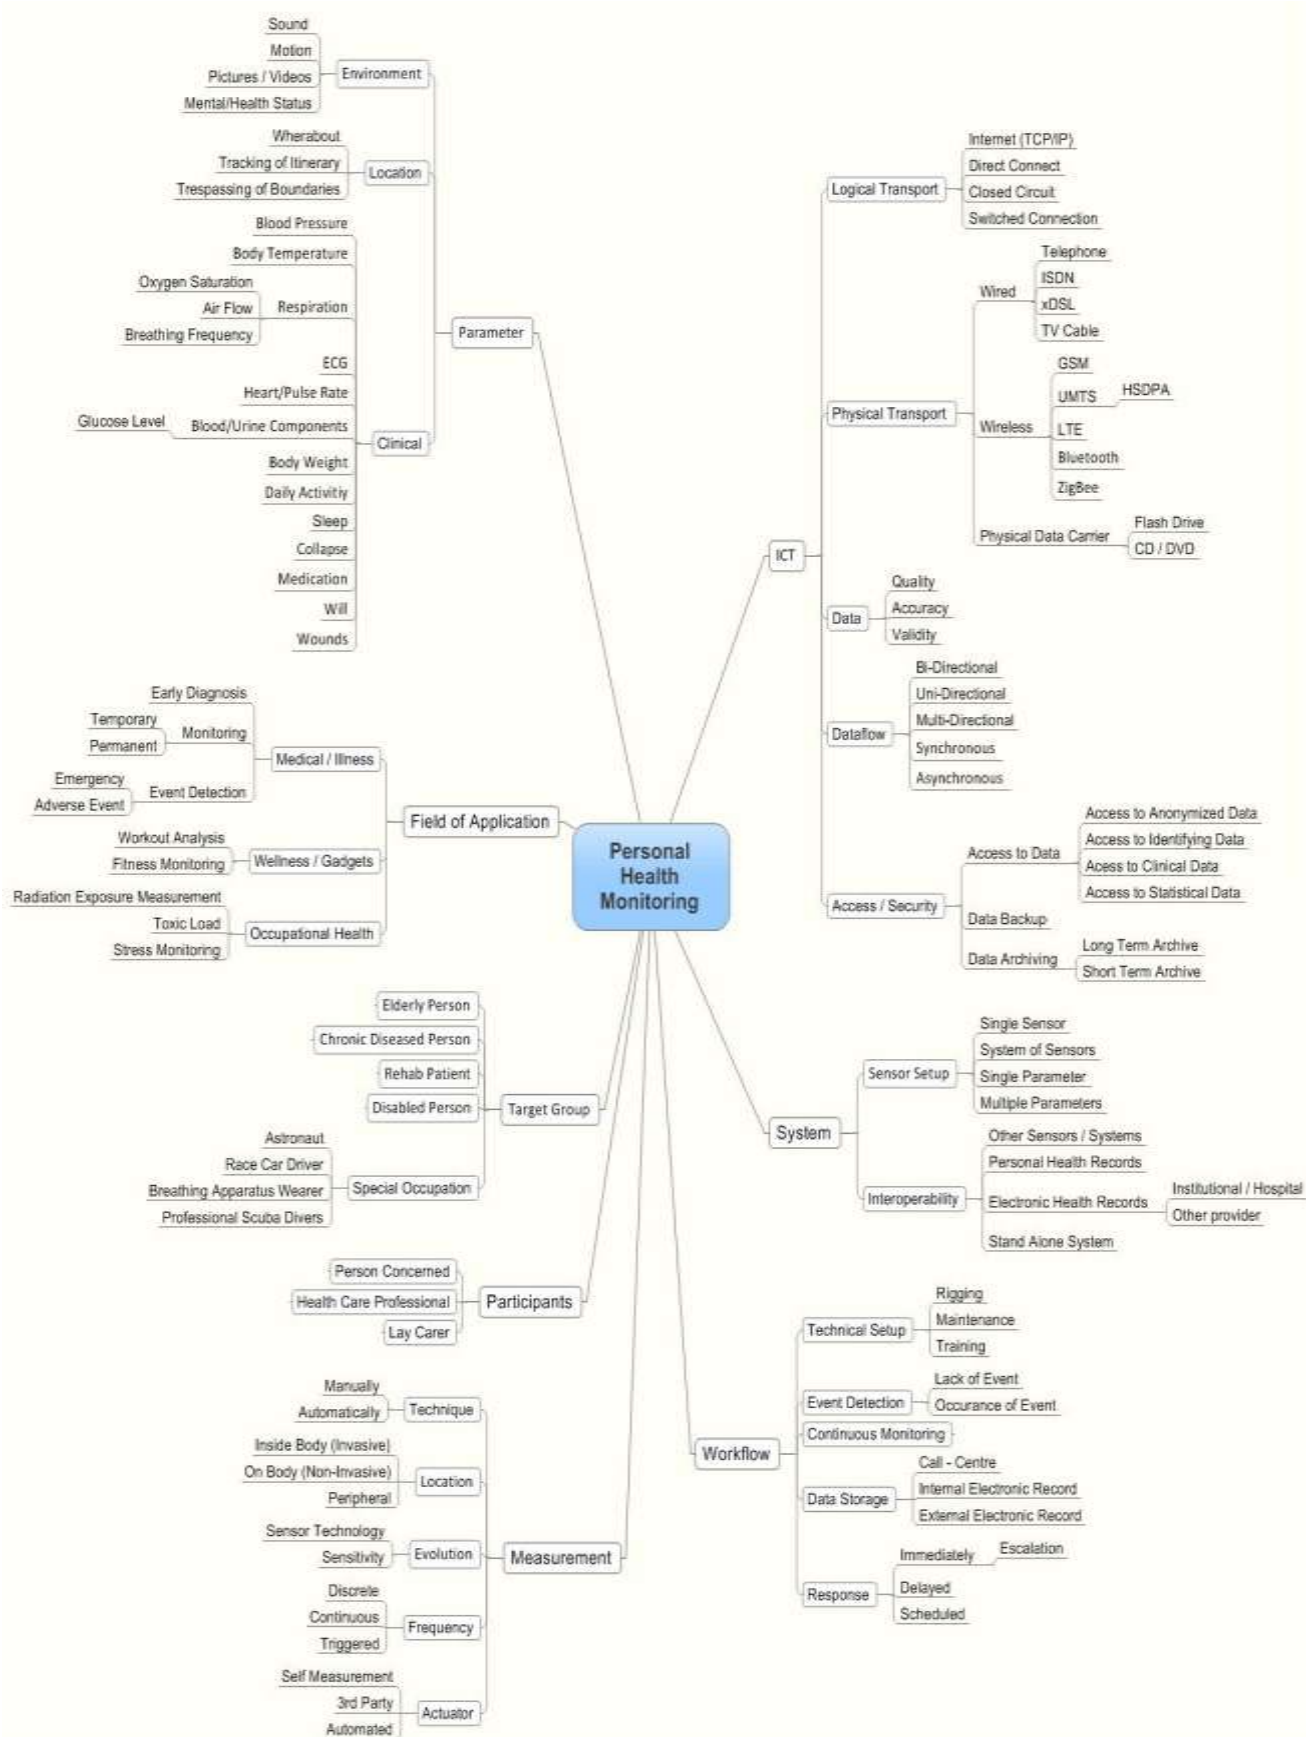 Sound
Motion
Pictures / Videos
Mental/Health Status
Environment
Wherabout
Tracking of Itinerary
Trespassing of Boundaries
Location
Blood Pressure
Body Temperature
Oxygen Saturation
Air Flow
Breathing Frequency
Respiration
ECG
Heart/Pulse Rate
Glucose Level
Blood/Urine Components
Body Weight
Daily Activitiy
Sleep
Collapse
Medication
Will
Wounds
Clinical
Parameter
Early Diagnosis
Temporary
Permanent
Monitoring
Emergency
Adverse Event
Event Detection
Medical / Illness
Workout Analysis
Fitness Monitoring
Wellness / Gadgets
Radiation Exposure Measurement
Toxic Load
Stress Monitoring
Occupational Health
Field of Application
Elderly Person
Chronic Diseased Person
Rehab Patient
Disabled Person
Astronaut
Race Car Driver
Breathing Apparatus Wearer
Professional Scuba Divers
Special Occupation
Target Group
Person Concerned
Health Care Professional
Lay Carer
Participants
Manually
Automatically
Technique
Inside Body (Invasive)
On Body (Non-Invasive)
Peripheral
Location
Sensor Technology
Sensitivity
Evolution
Discrete
Continuous
Triggered
Frequency
Self Measurement
3rd Party
Automated
Actuator
Measurement
Personal
Health
Monitoring
ICT
Logical Transport
Internet (TCP/IP)
Direct Connect
Closed Circuit
Switched Connection
Physical Transport
Wired
Telephone
ISDN
xDSL
TV Cable
Wireless
GSM
UMTS
HSDPA
LTE
Bluetooth
ZigBee
Physical Data Carrier
Flash Drive
CD / DVD
Data
Quality
Accuracy
Validity
Dataflow
Bi-Directional
Uni-Directional
Multi-Directional
Synchronous
Asynchronous
Access / Security
Access to Data
Access to Anonymized Data
Access to Identifying Data
Acess to Clinical Data
Access to Statistical Data
Data Backup
Data Archiving
Long Term Archive
Short Term Archive
System
Sensor Setup
Single Sensor
System of Sensors
Single Parameter
Multiple Parameters
Interoperability
Other Sensors / Systems
Personal Health Records
Electronic Health Records
Institutional / Hospital
Other provider
Stand Alone System
Workflow
Technical Setup
Rigging
Maintenance
Training
Event Detection
Lack of Event
Occurance of Event
Continuous Monitoring
Data Storage
Call - Centre
Internal Electronic Record
External Electronic Record
Response
Immediately
Escalation
Delayed
Scheduled